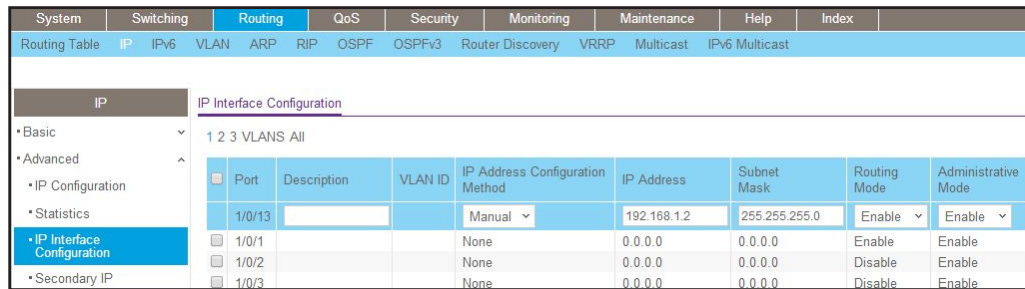 System Switching Routing QoS Security Monitoring Maintenance Help Index
Routing Table IP IPv6 VLAN ARP RIP OSPF OSPFv3 Router Discovery VRRP Multicast IPv6 Multicast
IP
• Basic
• Advanced
• IP Configuration
• Statistics
• IP Interface
Configuration
• Secondary IP
IP Interface Configuration
1 2 3 VLANS All
Port Description VLAN ID IP Address Configuration Method IP Address Subnet Mask Routing Mode Administrative Mode
1/0/13 Manual 192.168.1.2 255.255.255.0 Enable Enable
1/0/1 None 0.0.0.0 0.0.0.0 Enable Enable
1/0/2 None 0.0.0.0 0.0.0.0 Disable Enable
1/0/3 None 0.0.0.0 0.0.0.0 Disable Enable